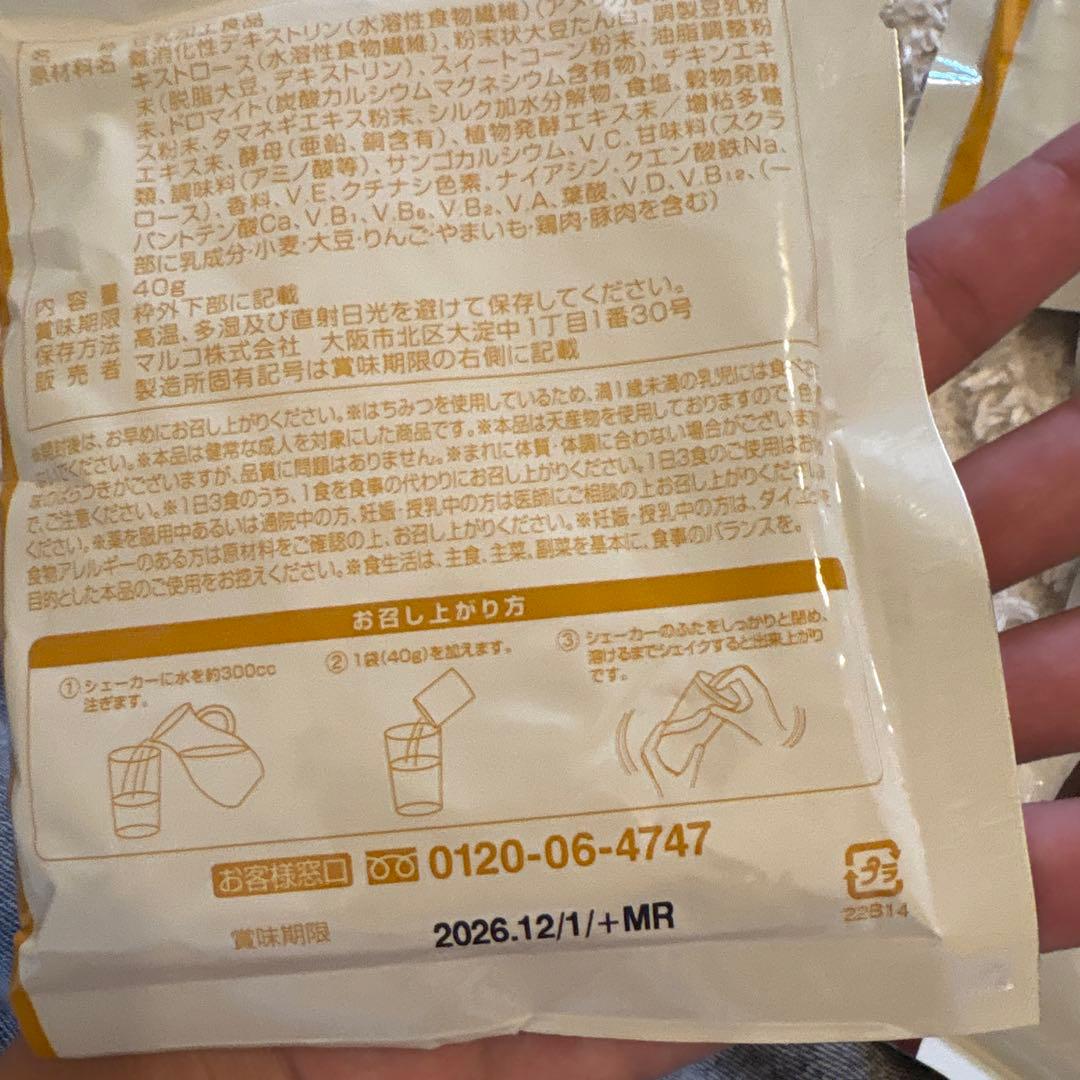 名 称
原材料名 難消化性デキストリン(水溶性食物繊維)(アメ
キストロース(水溶性食物繊維)、粉末状大豆たん白、調製豆乳粉
末(脱脂大豆、デキストリン)、スイートコーン粉末、油脂調整粉
末、ドロマイト(炭酸カルシウムマグネシウム含有物)、チキンエキ
ス粉末、タマネギエキス粉末、シルク加水分解物、食塩、穀物発酵
エキス末、酵母(亜鉛、銅含有)、植物発酵エキス末/増粘多糖
類、調味料(アミノ酸等)、サンゴカルシウム、V.C、甘味料(スクラ
ロース)、香料、V.E、クチナシ色素、ナイアシン、クエン酸鉄Na、
パントテン酸Ca、V.B₁、V.B₆、V.B₂、V.A、葉酸、V.D、V.B₁₂、(一
部に乳成分・小麦・大豆・りんご・やまいも・鶏肉・豚肉を含む)
内容量 40g
賞味期限 枠外下部に記載
保存方法 高温、多湿及び直射日光を避けて保存してください。
販売者 マルコ株式会社 大阪市北区大淀中1丁目1番30号
製造所固有記号は賞味期限の右側に記載
※開封後は、お早めにお召し上がりください。※はちみつを使用しているため、満1歳未満の乳児には食べ
ください。※本品は健常な成人を対象にした商品です。※本品は天産物を使用しておりますので、色
ばらつきがございますが、品質に問題はありません。※まれに体質・体調に合わない場合がございます
で、ご注意ください。※1日3食のうち、1食を食事の代わりにお召し上がりください。1日3食のご使用はお
ください。※薬を服用中あるいは通院中の方、妊娠・授乳中の方は医師にご相談の上お召し上がりください。
食物アレルギーのある方は原材料をご確認の上、お召し上がりください。※妊娠・授乳中の方は、ダイエットを
目的とした本品のご使用をお控えください。※食生活は、主食、主菜、副菜を基本に、食事のバランスを。
お召し上がり方
①シェーカーに水を約300cc
注ぎます。
②1袋(40g)を加えます。
③シェーカーのふたをしっかりと閉め、
溶けるまでシェイクすると出来上がり
です。
お客様窓口 0120-06-4747
プラ
22B14
賞味期限 2026.12/1/+MR